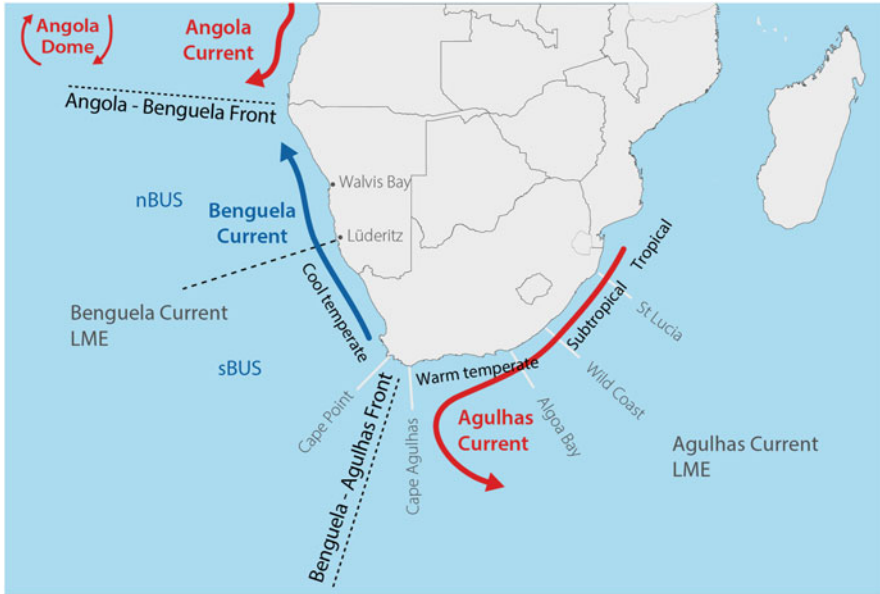 Angola
Dome
Angola
Current
Angola - Benguela Front
nBUS
Benguela
Current
Walvis Bay
Lüderitz
Cool temperate
Benguela Current
LME
sBUS
Cape Point
Benguela - Agulhas Front
Cape Agulhas
Warm temperate
Agulhas
Current
Algoa Bay
Wild Coast
Subtropical
Tropical
St Lucia
Agulhas Current
LME